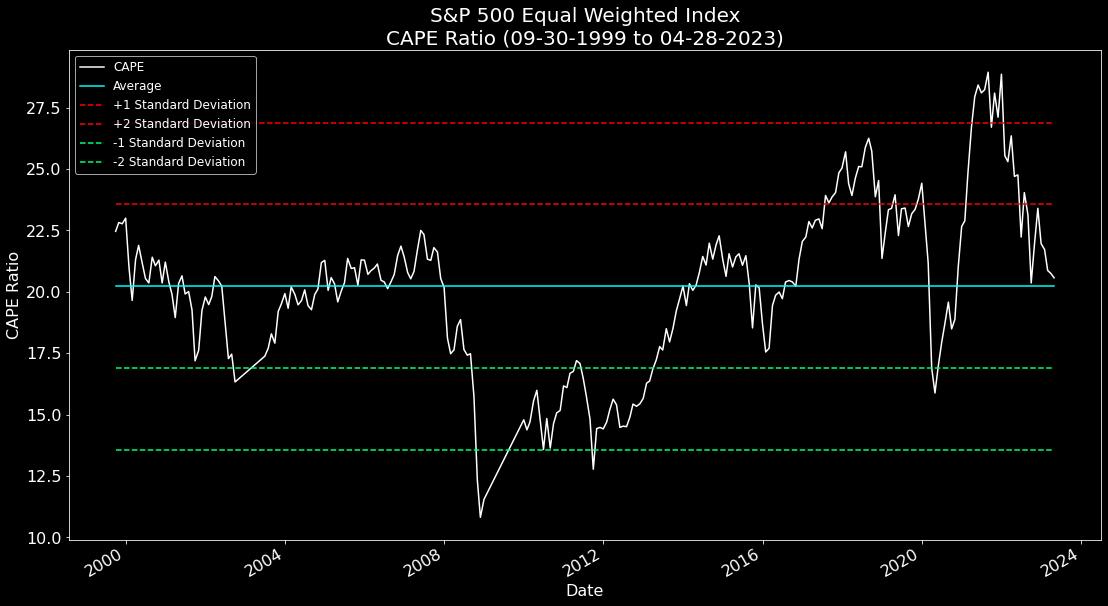 S&P 500 Equal Weighted Index
CAPE Ratio (09-30-1999 to 04-28-2023)
CAPE
Average
+1 Standard Deviation
+2 Standard Deviation
-1 Standard Deviation
-2 Standard Deviation
CAPE Ratio
27.5
25.0
22.5
20.0
17.5
15.0
12.5
10.0
2000
2004
2008
2012
2016
2020
2024
Date